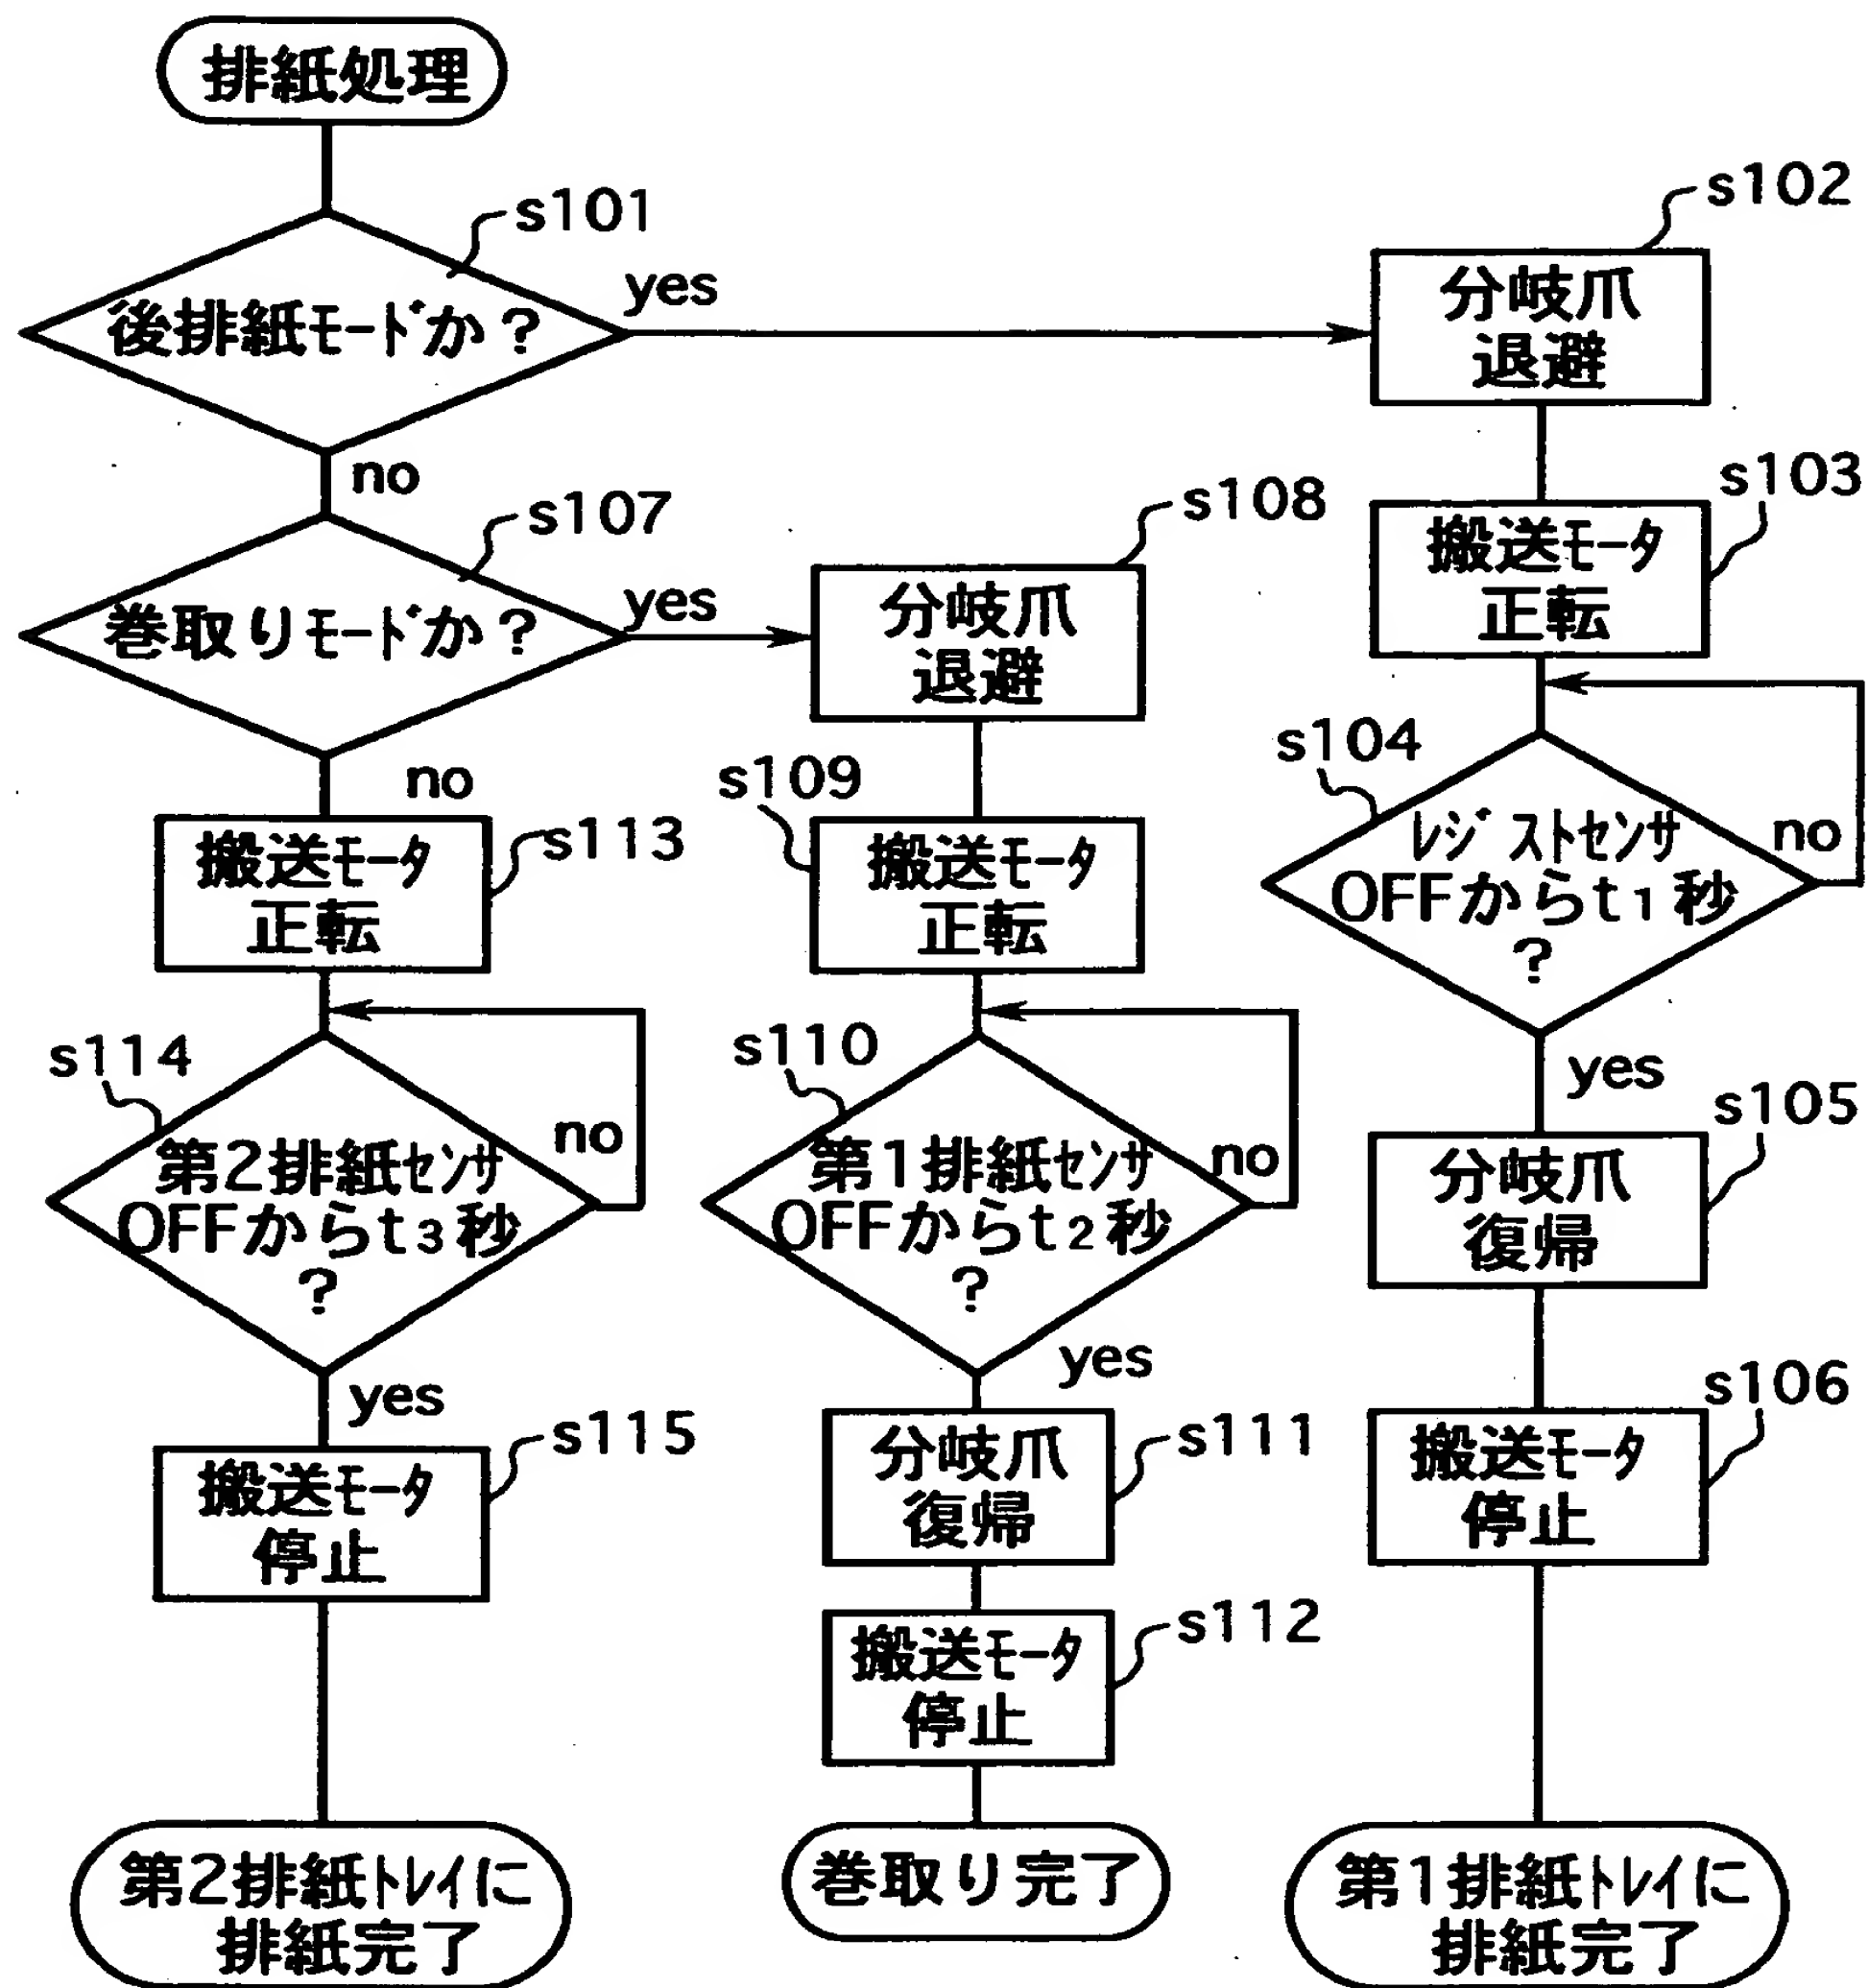 排紙処理
s101
後排紙ﾓｰﾄﾞか？
yes
no
s102
分岐爪
退避
s103
搬送ﾓｰﾀ
正転
s104
ﾚｼﾞｽﾄｾﾝｻ
OFFからt1秒
？
no
yes
s105
分岐爪
復帰
s106
搬送ﾓｰﾀ
停止
第1排紙ﾄﾚｲに
排紙完了
s107
巻取りﾓｰﾄﾞか？
yes
no
s108
分岐爪
退避
s109
搬送ﾓｰﾀ
正転
s110
第1排紙ｾﾝｻ
OFFからt2秒
？
no
yes
s111
分岐爪
復帰
s112
搬送ﾓｰﾀ
停止
巻取り完了
s113
搬送ﾓｰﾀ
正転
s114
第2排紙ｾﾝｻ
OFFからt3秒
？
no
yes
s115
搬送ﾓｰﾀ
停止
第2排紙ﾄﾚｲに
排紙完了